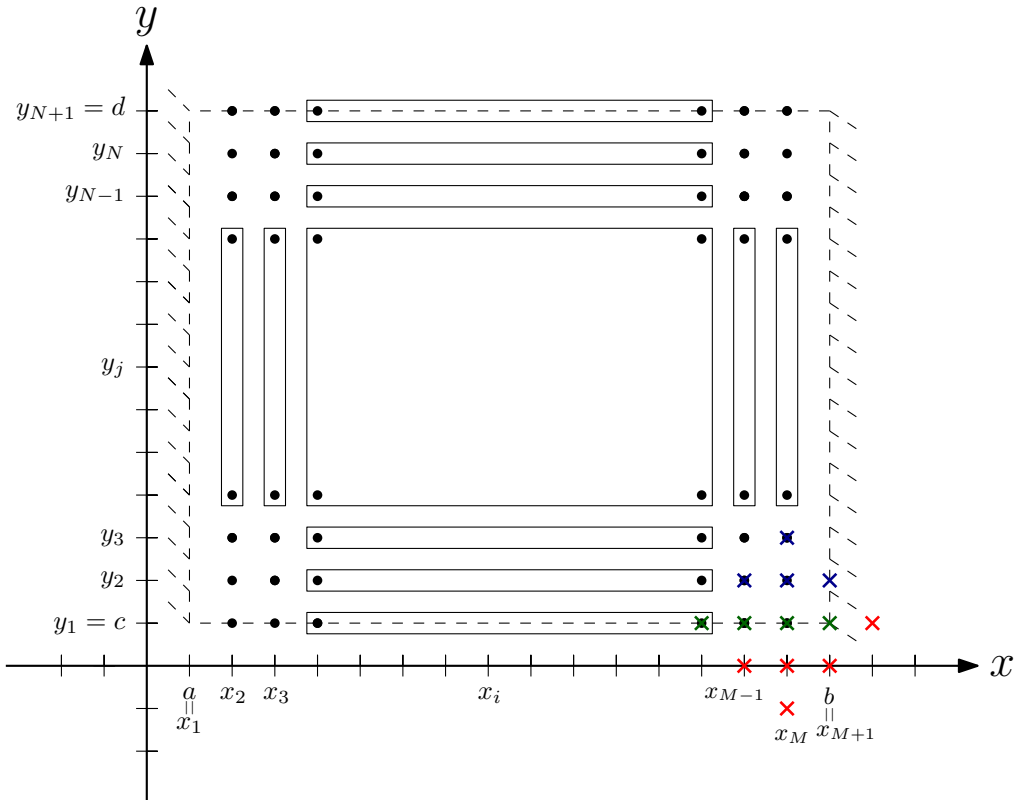 y
y_{N+1} = d
y_N
y_{N-1}
y_j
y_3
y_2
y_1 = c
x
a x_2 x_3 x_i x_{M-1} b
= =
x_1 x_M x_{M+1}